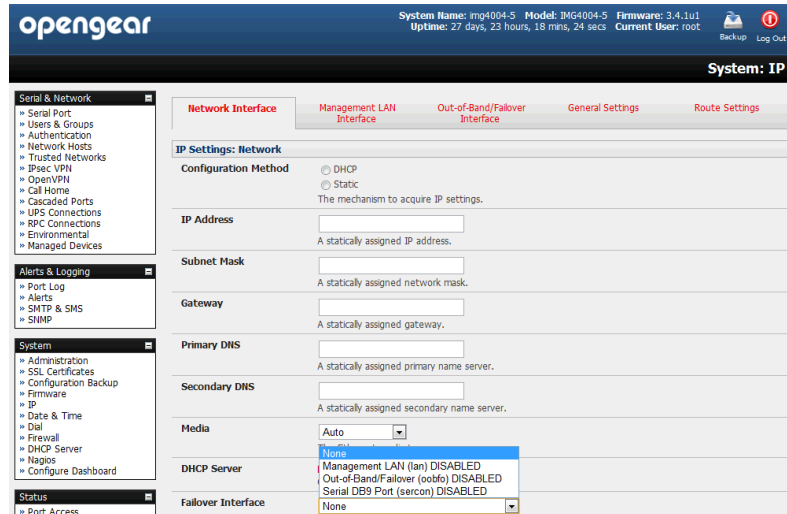 opengear
System Name: img4004-5 Model: IMG4004-5 Firmware: 3.4.1u1
Uptime: 27 days, 23 hours, 18 mins, 24 secs Current User: root
Backup
Log Out
System: IP
Serial & Network
» Serial Port
» Users & Groups
» Authentication
» Network Hosts
» Trusted Networks
» IPsec VPN
» OpenVPN
» Call Home
» Cascaded Ports
» UPS Connections
» RPC Connections
» Environmental
» Managed Devices
Alerts & Logging
» Port Log
» Alerts
» SMTP & SMS
» SNMP
System
» Administration
» SSL Certificates
» Configuration Backup
» Firmware
» IP
» Date & Time
» Dial
» Firewall
» DHCP Server
» Nagios
» Configure Dashboard
Status
» Port Access
Network Interface
Management LAN
Interface
Out-of-Band/Failover
Interface
General Settings
Route Settings
IP Settings: Network
Configuration Method
DHCP
Static
The mechanism to acquire IP settings.
IP Address
A statically assigned IP address.
Subnet Mask
A statically assigned network mask.
Gateway
A statically assigned gateway.
Primary DNS
A statically assigned primary name server.
Secondary DNS
A statically assigned secondary name server.
Media
Auto
None
Management LAN (lan) DISABLED
Out-of-Band/Failover (oobfo) DISABLED
Serial DB9 Port (sercon) DISABLED
DHCP Server
Failover Interface
None